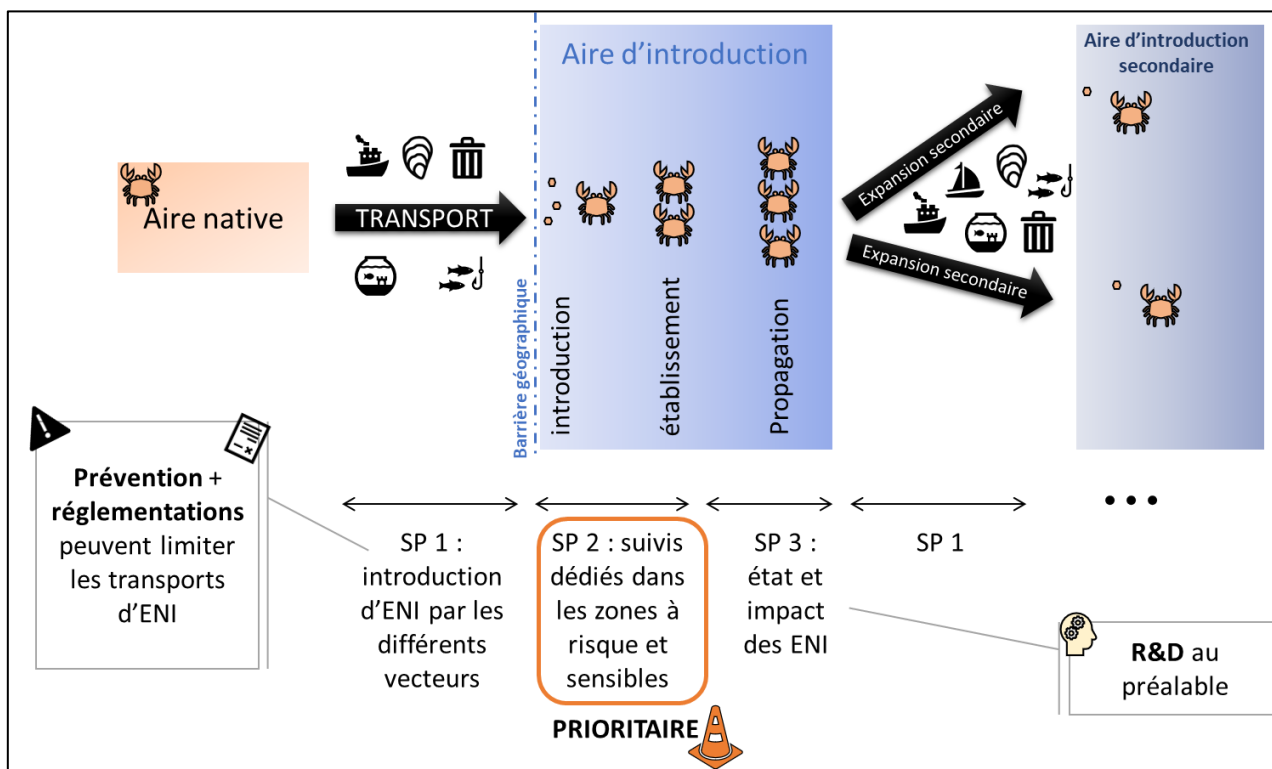 Aire d'introduction
Aire d'introduction
secondaire
Aire native
TRANSPORT
Barrière géographique
introduction
établissement
Propagation
Expansion secondaire
Expansion secondaire
Prévention +
réglementations
peuvent limiter
les transports
d'ENI
SP 1 :
introduction
d'ENI par les
différents
vecteurs
SP 2 : suivis
dédiés dans
les zones à
risque et
sensibles
PRIORITAIRE
SP 3 :
état et
impact
des ENI
SP 1
• • •
R&D au
préalable